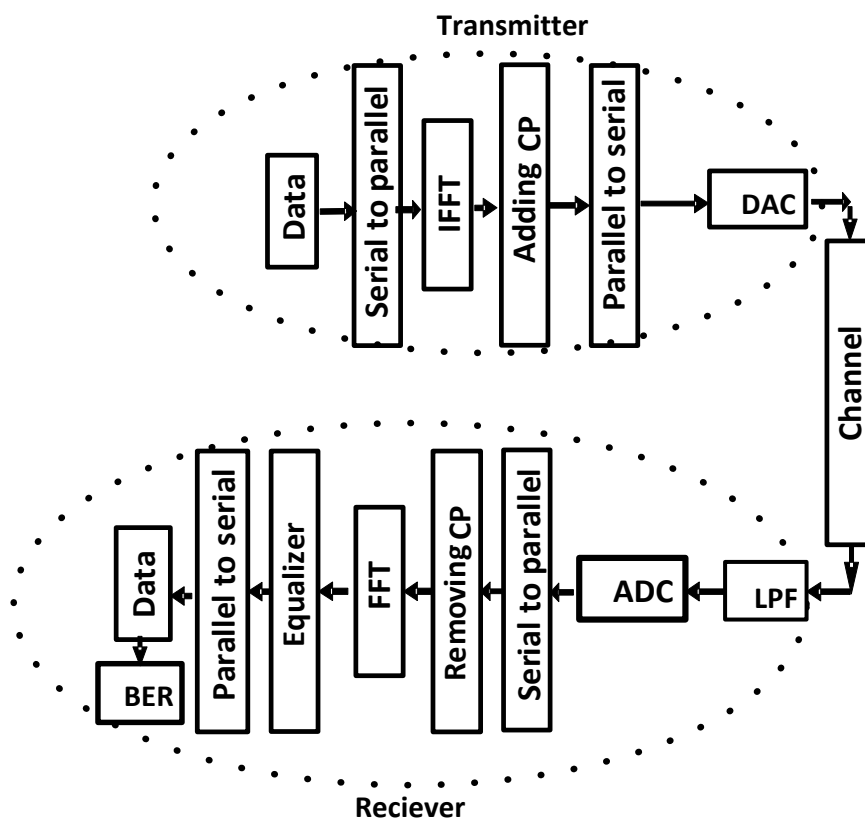 Transmitter
Data
Serial to parallel
IFFT
Adding CP
Parallel to serial
DAC
Channel
LPF
ADC
Serial to parallel
Removing CP
FFT
Equalizer
Parallel to serial
Data
BER
Reciever